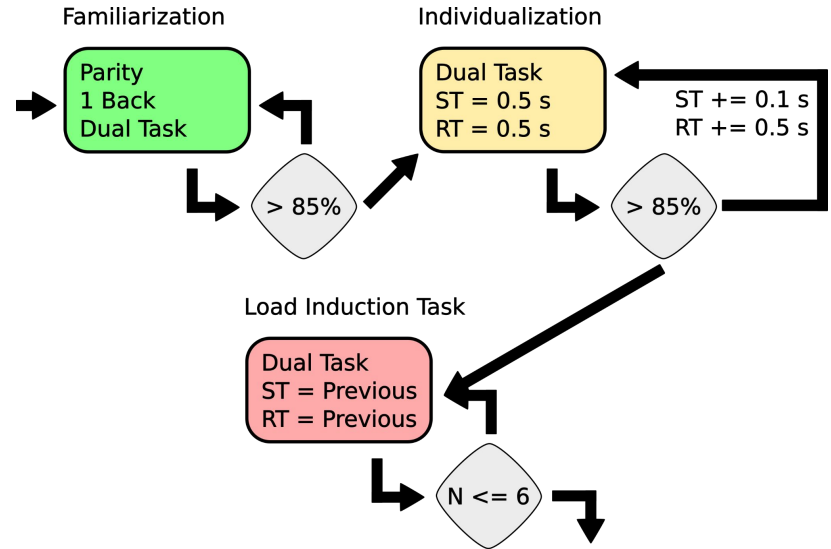 Familiarization
Parity
1 Back
Dual Task
> 85%
Individualization
Dual Task
ST = 0.5 s
RT = 0.5 s
ST += 0.1 s
RT += 0.5 s
> 85%
Load Induction Task
Dual Task
ST = Previous
RT = Previous
N <= 6